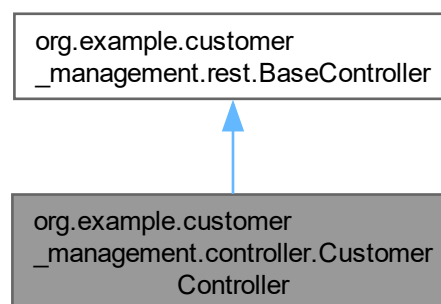 org.example.customer
_management.rest.BaseController
org.example.customer
_management.controller.Customer
Controller